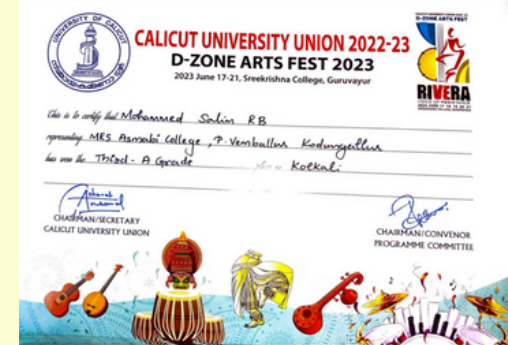 UNIVERSITY OF CALICUT
CALICUT UNIVERSITY UNION 2022-23
D-ZONE ARTS FEST 2023
2023 June 17-21, Sreekrishna College, Guruvayur
D-ZONE ARTS FEST
RIVERA
This is to certify that Mohammed Salim R B
representing MES Asmabi College, P. Vemballur Kodungallur
has won the Third - A Grade in Kolkali
CHAIRMAN/SECRETARY
CALICUT UNIVERSITY UNION
CHAIRMAN/CONVENOR
PROGRAMME COMMITTEE